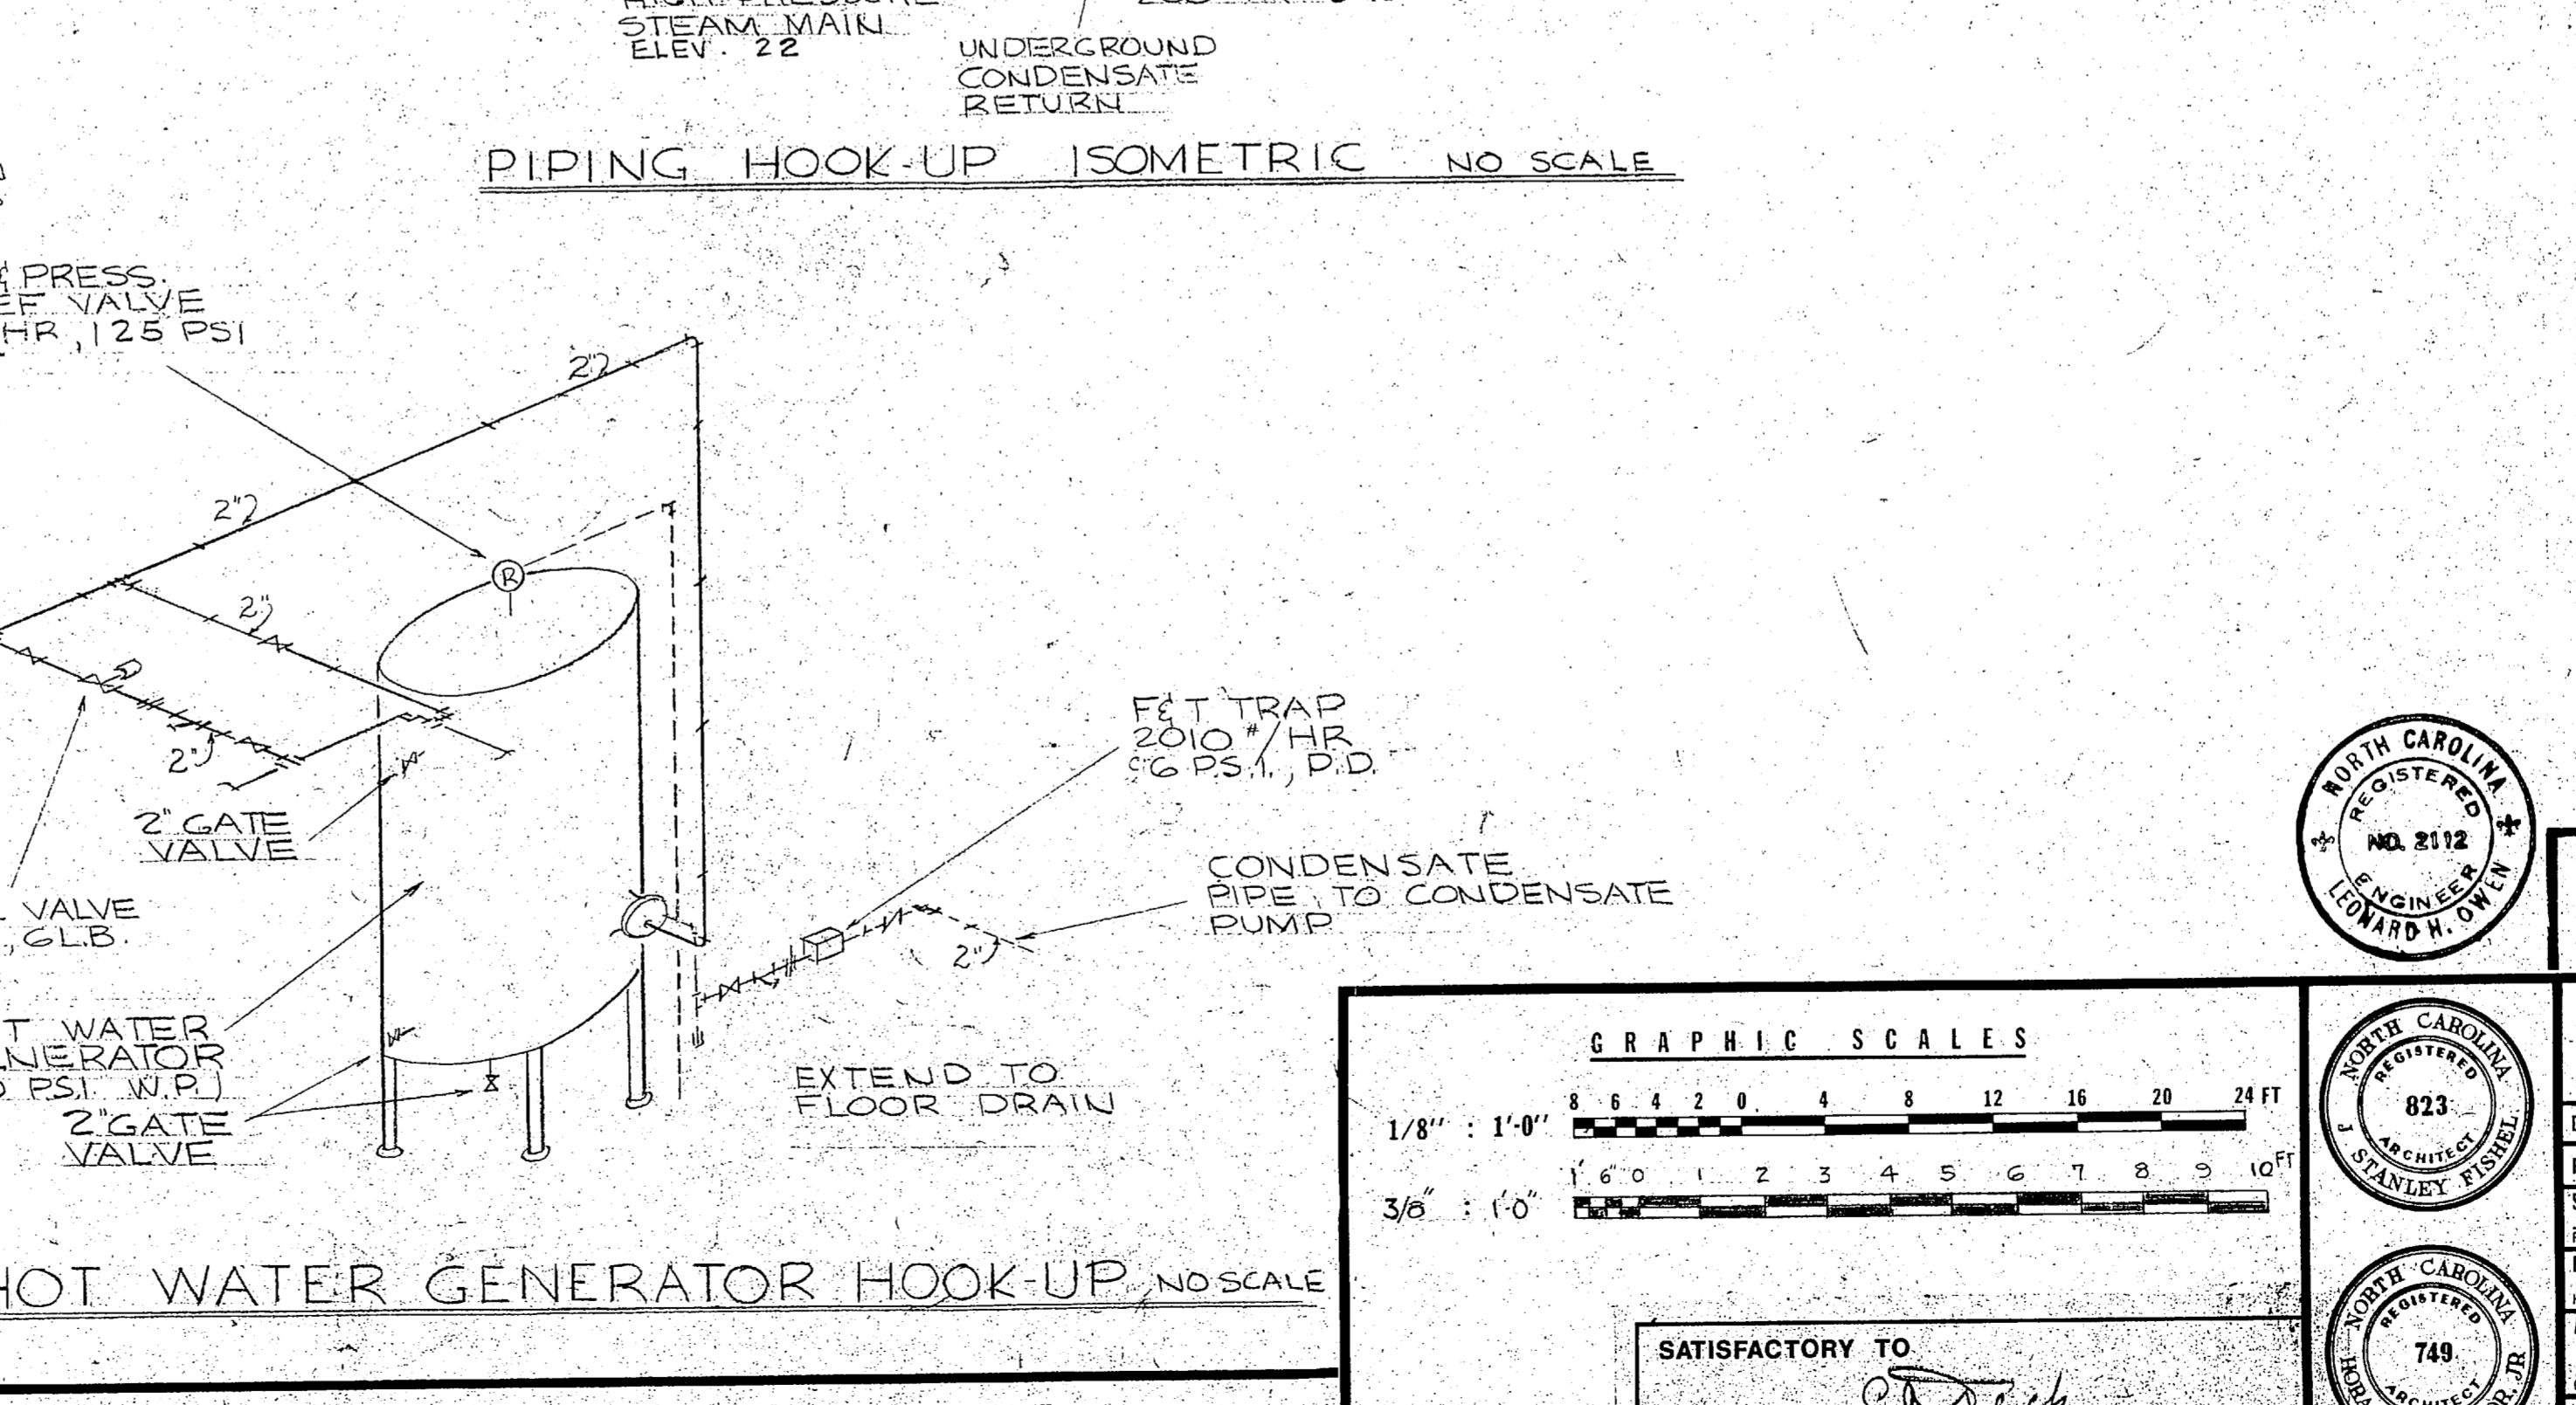 STEAM MAIN
ELEV. 22
UNDERGROUND
CONDENSATE
RETURN
PIPING HOOK-UP ISOMETRIC NO SCALE
& PRESS.
EF VALVE
HR, 125 PSI
2"
2"
R
2"
2"
2" GATE
VALVE
VALVE
, 6LB.
F&T TRAP
2010 #/HR
6 P.S.I., P.D.
CONDENSATE
PIPE, TO CONDENSATE
PUMP
2"
T WATER
NERATOR
PSI W.P.)
2" GATE
VALVE
EXTEND TO
FLOOR DRAIN
HOT WATER GENERATOR HOOK-UP NO SCALE
NORTH CAROLINA
REGISTERED
NO. 2112
ENGINEER
LEONARD H. OWEN
GRAPHIC SCALES
8 6 4 2 0 4 8 12 16 20 24 FT
1/8" : 1'-0"
1' 6" 0 1 2 3 4 5 6 7 8 9 10 FT
3/8" : 1'-0"
NORTH CAROLINA
REGISTERED
823
ARCHITECT
J STANLEY FISHEL
NORTH CAROLINA
REGISTERED
749
ARCHITECT
SATISFACTORY TO